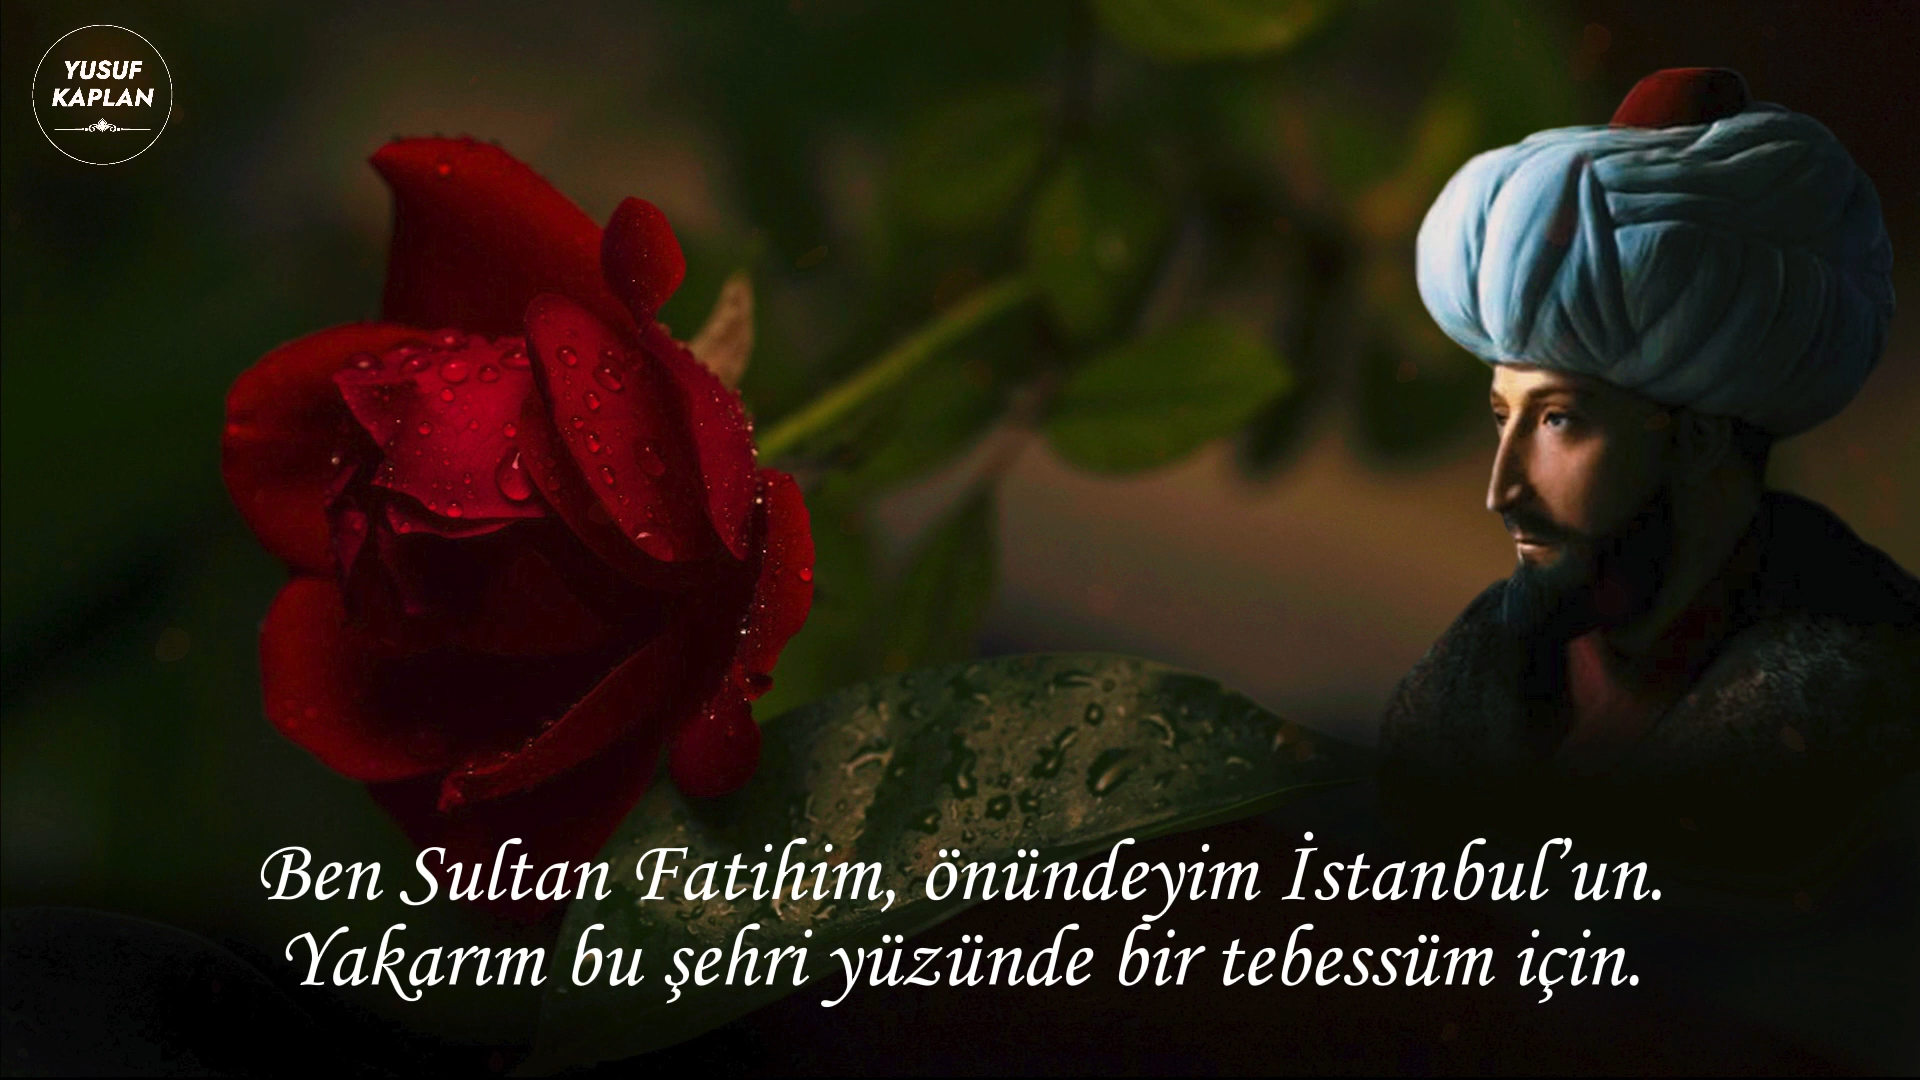 YUSUF
KAPLAN
Ben Sultan Fatihim, önündeyim İstanbul’un.
Yakarım bu şehri yüzünde bir tebessüm için.